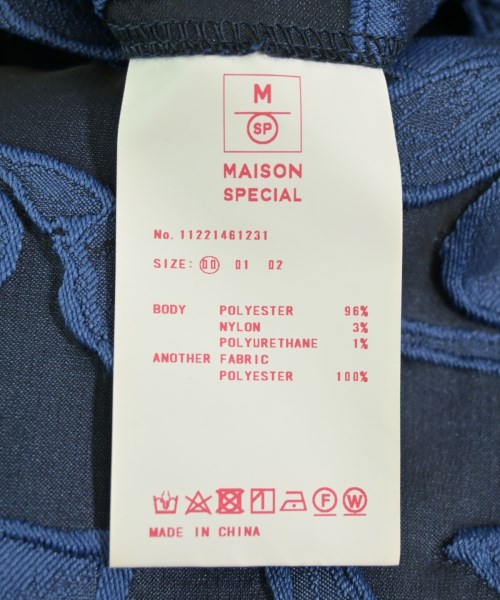 M
SP
MAISON
SPECIAL
No. 11221461231
SIZE: 00 01 02
BODY POLYESTER 96%
NYLON 3%
POLYURETHANE 1%
ANOTHER FABRIC
POLYESTER 100%
F W
MADE IN CHINA